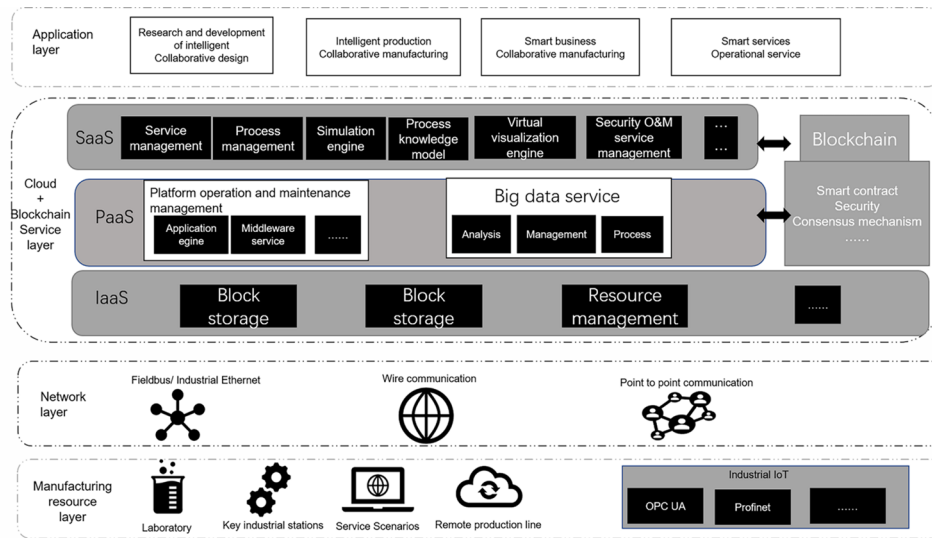 Application
layer
Research and development
of intelligent
Collaborative design
Intelligent production
Collaborative manufacturing
Smart business
Collaborative manufacturing
Smart services
Operational service
Cloud
+
Blockchain
Service
layer
SaaS
Service
management
Process
management
Simulation
engine
Process
knowledge
model
Virtual
visualization
engine
Security O&M
service
management
...
...
Blockchain
Smart contract
Security
Consensus mechanism
......
PaaS
Platform operation and maintenance
management
Application
egine
Middleware
service
......
Big data service
Analysis
Management
Process
IaaS
Block
storage
Block
storage
Resource
management
......
Network
layer
Fieldbus/ Industrial Ethernet
Wire communication
Point to point communication
Manufacturing
resource
layer
Laboratory
Key industrial stations
Service Scenarios
Remote production line
Industrial IoT
OPC UA
Profinet
......